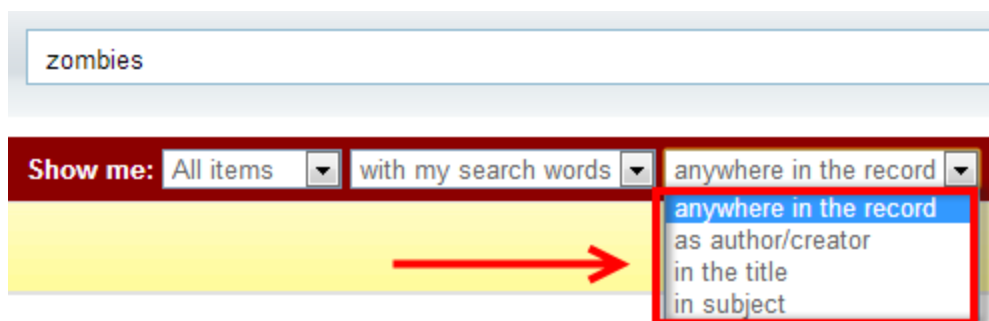 zombies
Show me: All items with my search words anywhere in the record
anywhere in the record
as author/creator
in the title
in subject